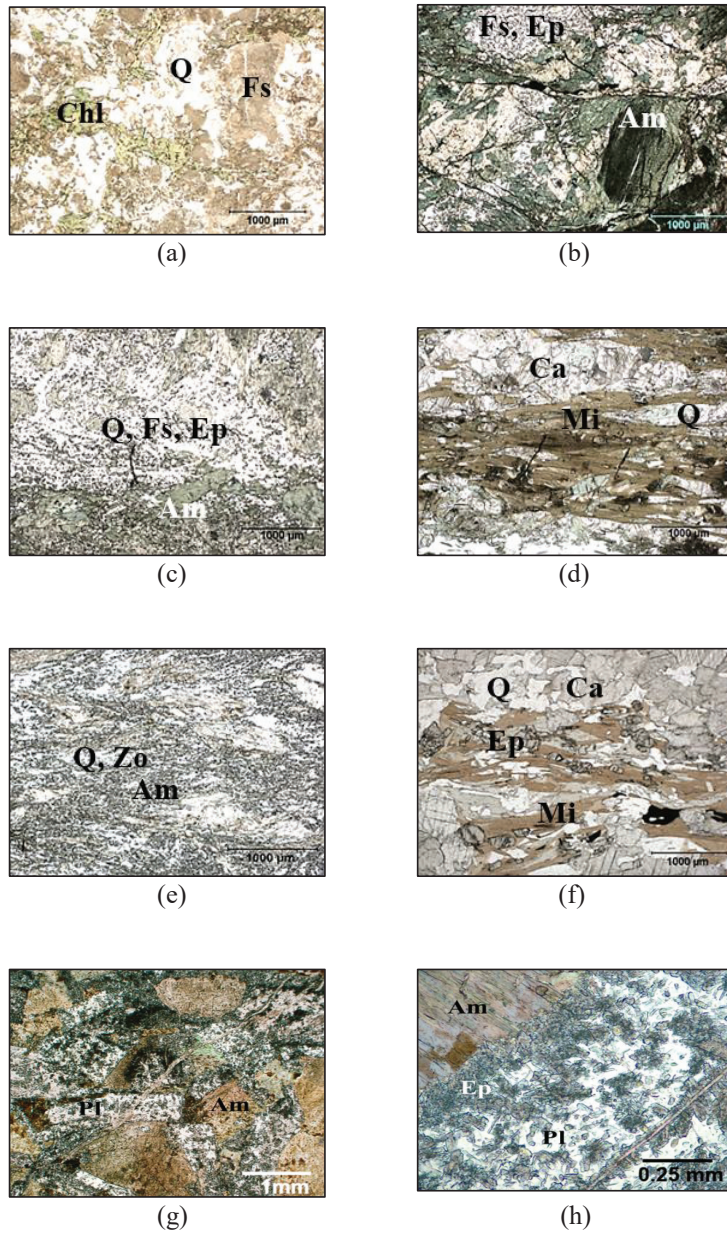 Q
Fs
Chl
1000 µm
(a)
Fs, Ep
Am
1000 µm
(b)
Q, Fs, Ep
Am
1000 µm
(c)
Ca
Mi
Q
1000 µm
(d)
Q, Zo
Am
1000 µm
(e)
Q
Ca
Ep
Mi
1000 µm
(f)
Pl
Am
1mm
(g)
Am
Ep
Pl
0.25 mm
(h)